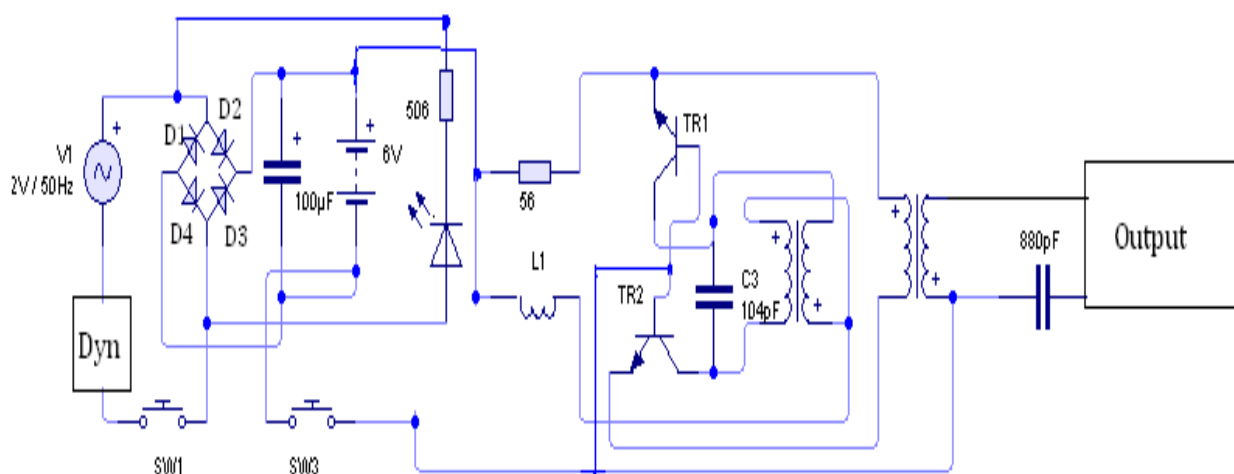 V1
2V / 50Hz
+
D1
D2
D4
D3
Dyn
SW1
+
100µF
+
6V
SW3
506
56
L1
TR1
TR2
C3
104pF
+
+
+
+
880pF
Output